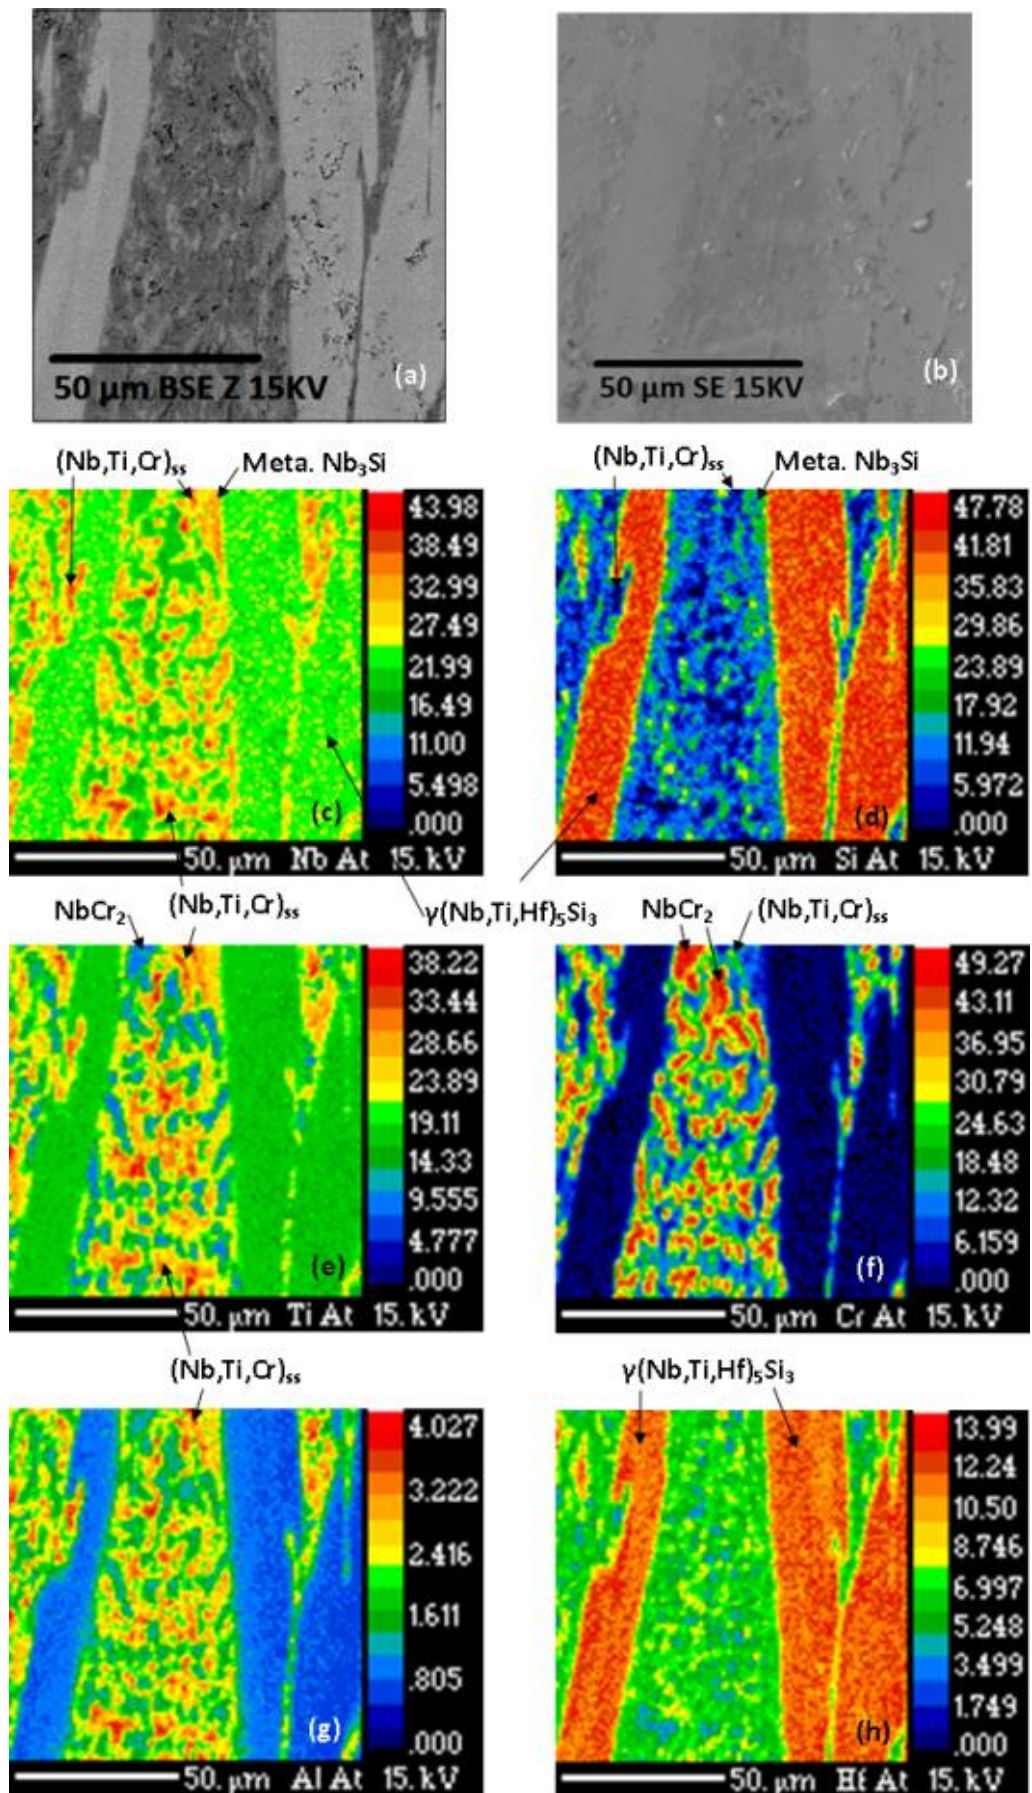 50 µm BSE Z 15KV
(a)
50 µm SE 15KV
(b)
(Nb,Ti,Cr)ss
Meta. Nb3Si
(Nb,Ti,Cr)ss
Meta. Nb3Si
43.98
38.49
32.99
27.49
21.99
16.49
11.00
5.498
.000
(c)
50. µm Nb At 15. kV
47.78
41.81
35.83
29.86
23.89
17.92
11.94
5.972
.000
(d)
50. µm Si At 15. kV
NbCr2
(Nb,Ti,Cr)ss
γ(Nb,Ti,Hf)5Si3
NbCr2
(Nb,Ti,Cr)ss
38.22
33.44
28.66
23.89
19.11
14.33
9.555
4.777
.000
(e)
50. µm Ti At 15. kV
49.27
43.11
36.95
30.79
24.63
18.48
12.32
6.159
.000
(f)
50. µm Cr At 15. kV
(Nb,Ti,Cr)ss
γ(Nb,Ti,Hf)5Si3
4.027
3.222
2.416
1.611
.805
.000
(g)
50. µm Al At 15. kV
13.99
12.24
10.50
8.746
6.997
5.248
3.499
1.749
.000
(h)
50. µm Hf At 15. kV